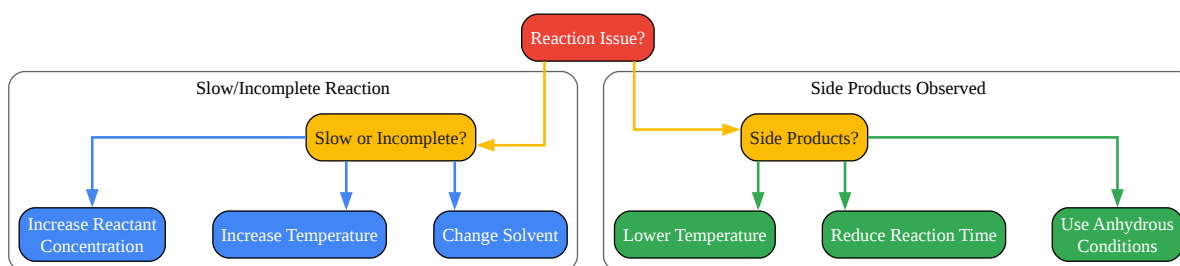 Reaction Issue?
Slow/Incomplete Reaction
Side Products Observed
Slow or Incomplete?
Side Products?
Increase Reactant
Concentration
Increase Temperature
Change Solvent
Lower Temperature
Reduce Reaction Time
Use Anhydrous
Conditions